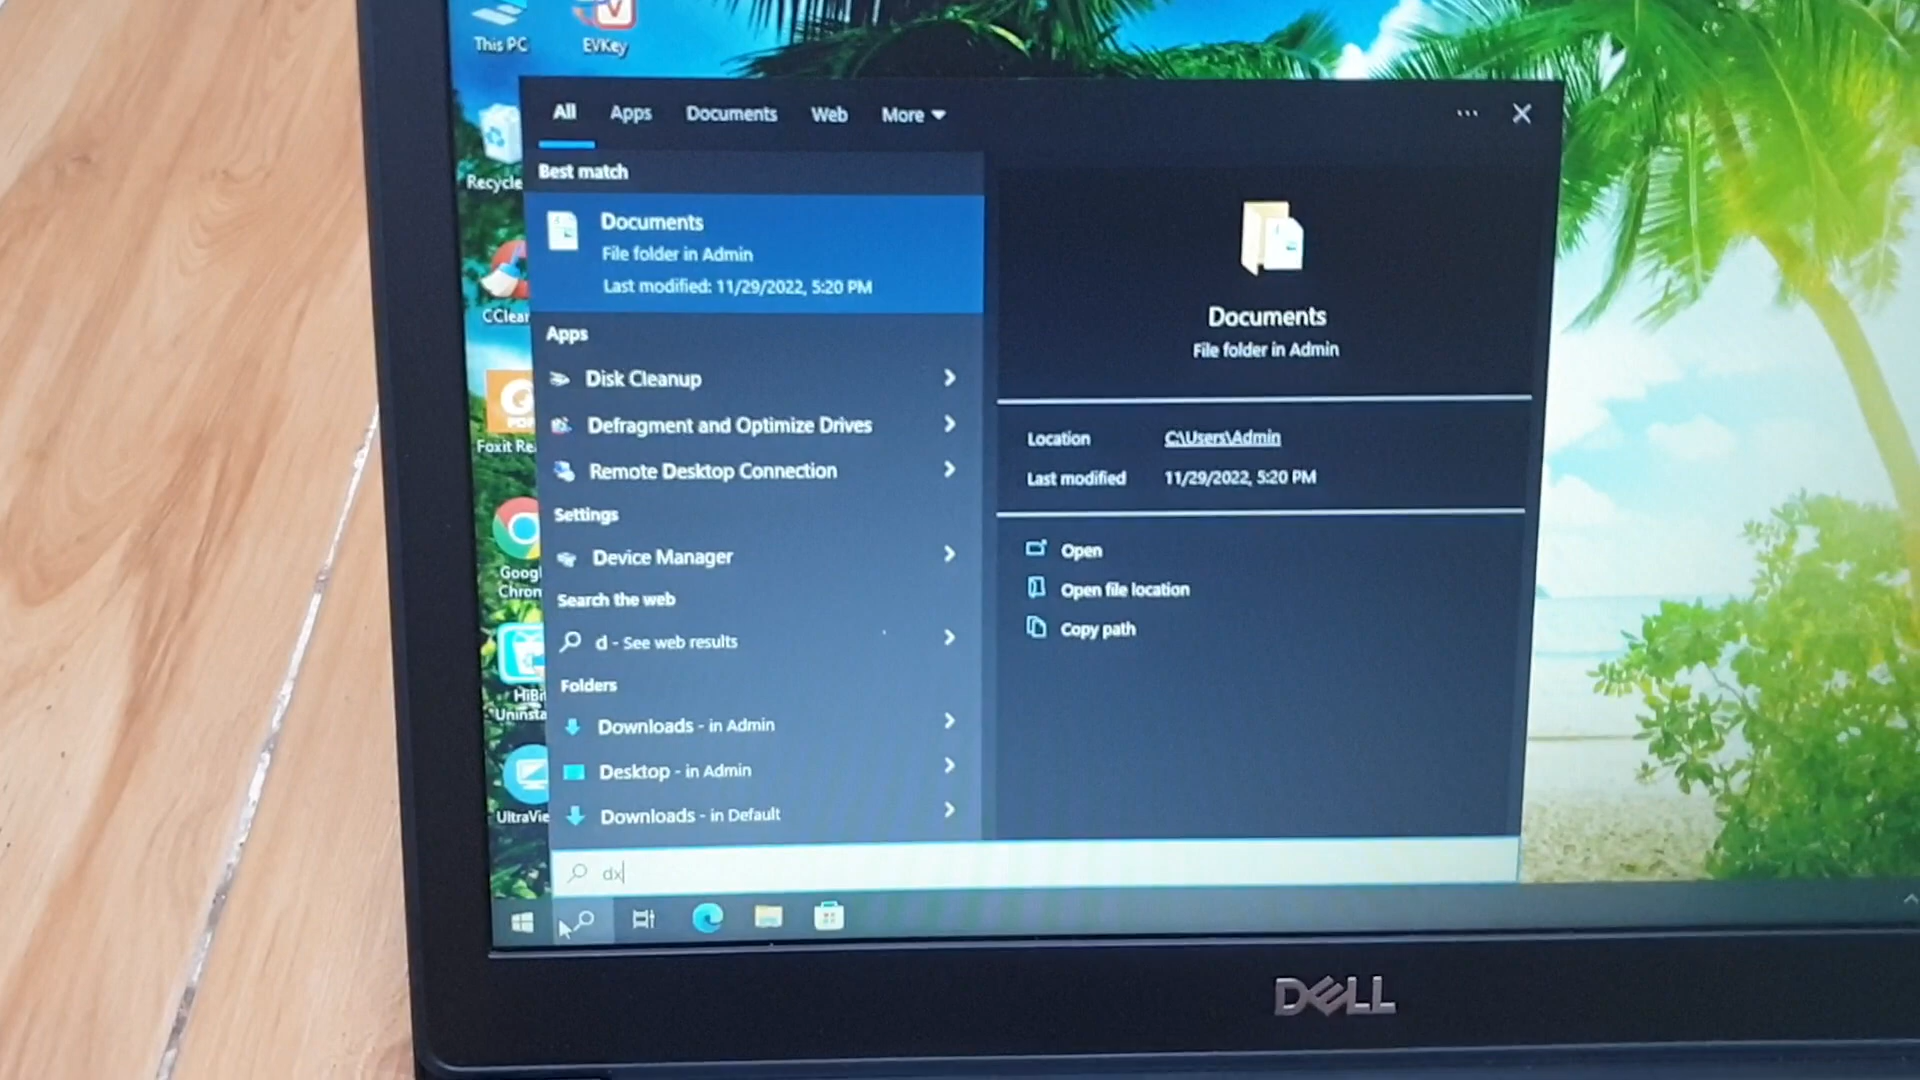 This PC
EVKey
Recycle
CClean
Foxit Re
Googl
Chron
HiBi
Uninsta
UltraVie
All Apps Documents Web More
Best match
Documents
File folder in Admin
Last modified: 11/29/2022, 5:20 PM
Apps
Disk Cleanup
Defragment and Optimize Drives
Remote Desktop Connection
Settings
Device Manager
Search the web
d - See web results
Folders
Downloads - in Admin
Desktop - in Admin
Downloads - in Default
dx
Documents
File folder in Admin
Location C:\Users\Admin
Last modified 11/29/2022, 5:20 PM
Open
Open file location
Copy path
DELL